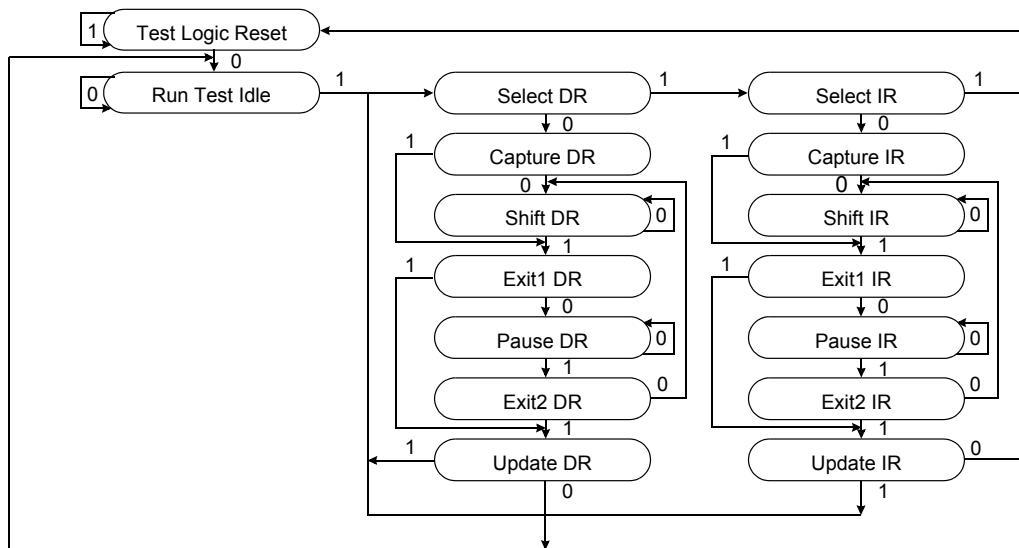 1 Test Logic Reset
0
0 Run Test Idle 1 Select DR 1 Select IR 1
0 0
1 Capture DR 1 Capture IR
0 0
Shift DR 0 Shift IR 0
1 1
1 Exit1 DR 1 Exit1 IR
0 0
Pause DR 0 Pause IR 0
1 1
Exit2 DR 0 Exit2 IR 0
1 1
1 Update DR Update IR 0
0 1